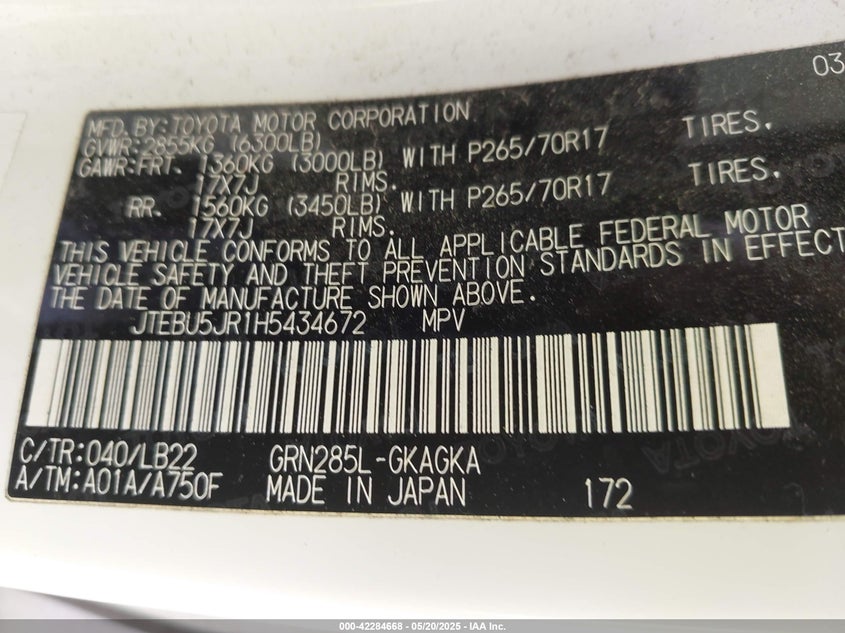 03
MFD. BY: TOYOTA MOTOR CORPORATION
GVWR: 2855KG (6300LB)
GAWR: FRT. 1360KG (3000LB) WITH P265/70R17 TIRES.
17X7J RIMS.
RR. 1560KG (3450LB) WITH P265/70R17 TIRES.
17X7J RIMS.
THIS VEHICLE CONFORMS TO ALL APPLICABLE FEDERAL MOTOR
VEHICLE SAFETY AND THEFT PREVENTION STANDARDS IN EFFECT
THE DATE OF MANUFACTURE SHOWN ABOVE.
JTEBU5JR1H5434672 MPV
C/TR: 040/LB22 GRN285L-GKAGKA
A/TM: A01A/A750F MADE IN JAPAN 172
000-42284668 - 05/20/2025 - IAA Inc.